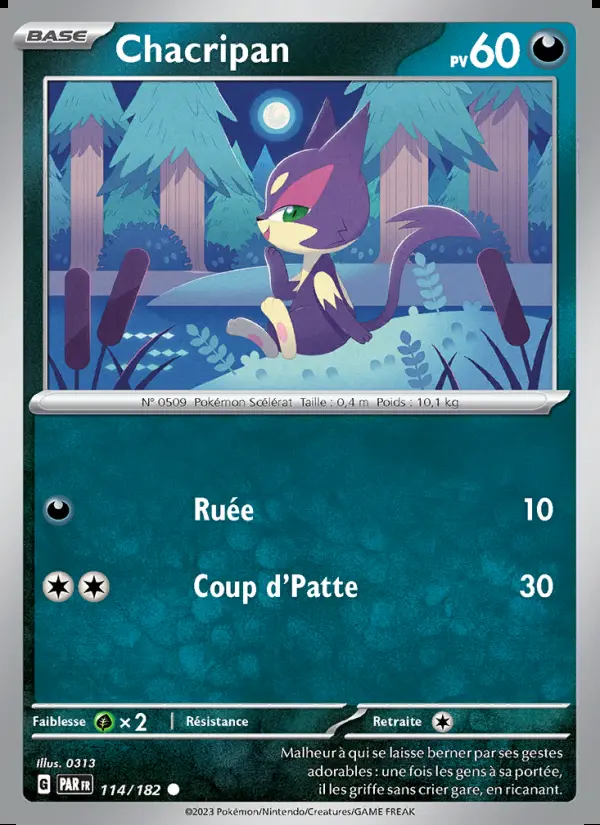 BASE Chacripan PV 60
N° 0509 Pokémon Scélérat Taille : 0,4 m Poids : 10,1 kg
Ruée 10
Coup d'Patte 30
Faiblesse ×2 Résistance Retraite
Illus. 0313
G PAR FR 114/182
Malheur à qui se laisse berner par ses gestes
adorables : une fois les gens à sa portée,
il les griffe sans crier gare, en ricanant.
©2023 Pokémon/Nintendo/Creatures/GAME FREAK